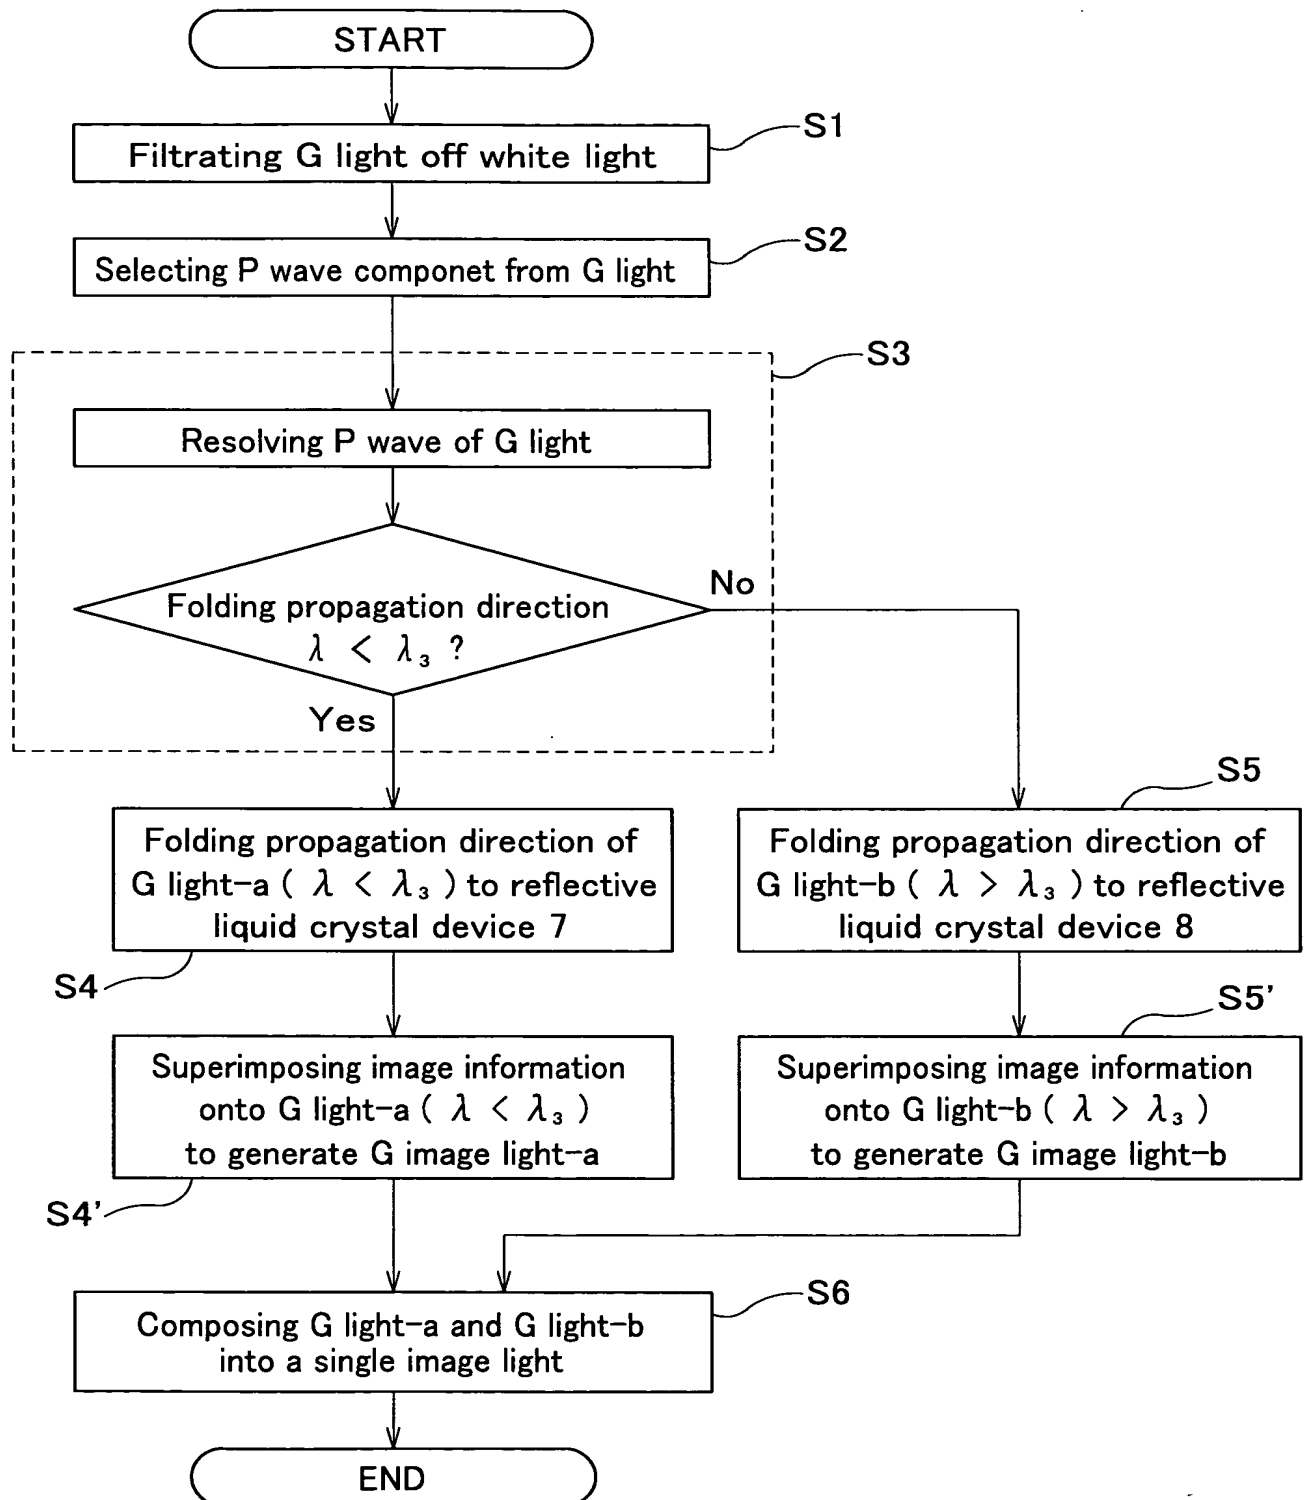 START
S1
Filtrating G light off white light
S2
Selecting P wave componet from G light
S3
Resolving P wave of G light
No
Folding propagation direction
λ < λ₃ ?
Yes
S5
Folding propagation direction of
G light-a ( λ < λ₃ ) to reflective
liquid crystal device 7
Folding propagation direction of
G light-b ( λ > λ₃ ) to reflective
liquid crystal device 8
S4
S5'
Superimposing image information
onto G light-a ( λ < λ₃ )
to generate G image light-a
Superimposing image information
onto G light-b ( λ > λ₃ )
to generate G image light-b
S4'
S6
Composing G light-a and G light-b
into a single image light
END